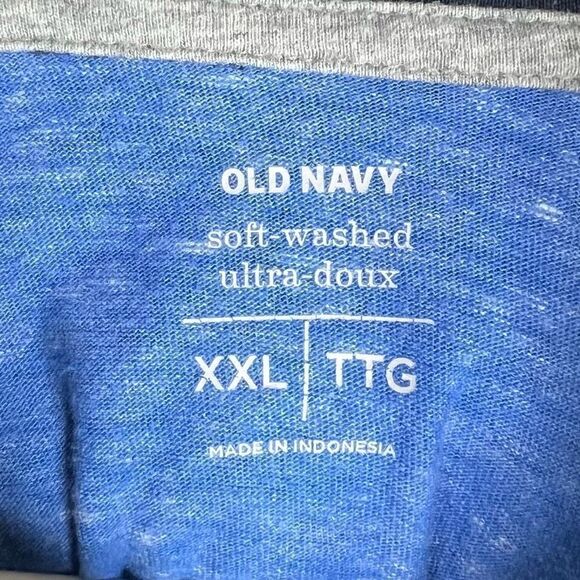 OLD NAVY
soft-washed
ultra-doux
XXL | TTG
MADE IN INDONESIA